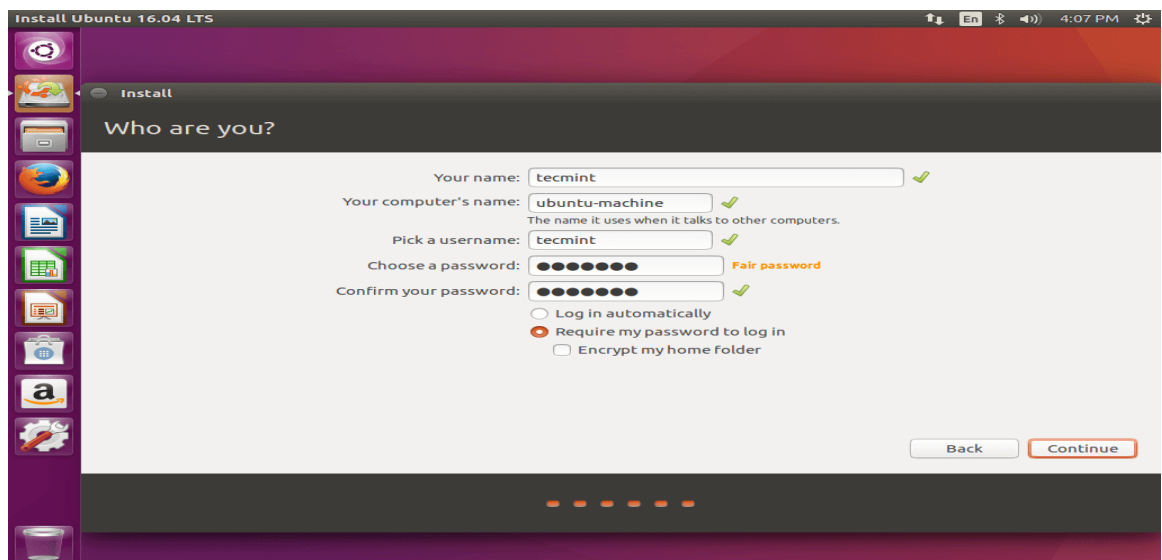 Install Ubuntu 16.04 LTS
En
4:07 PM
Install
Who are you?
Your name: tecmint
Your computer's name: ubuntu-machine
The name it uses when it talks to other computers.
Pick a username: tecmint
Choose a password: ●●●●●●● Fair password
Confirm your password: ●●●●●●●
Log in automatically
Require my password to log in
Encrypt my home folder
a
Back Continue